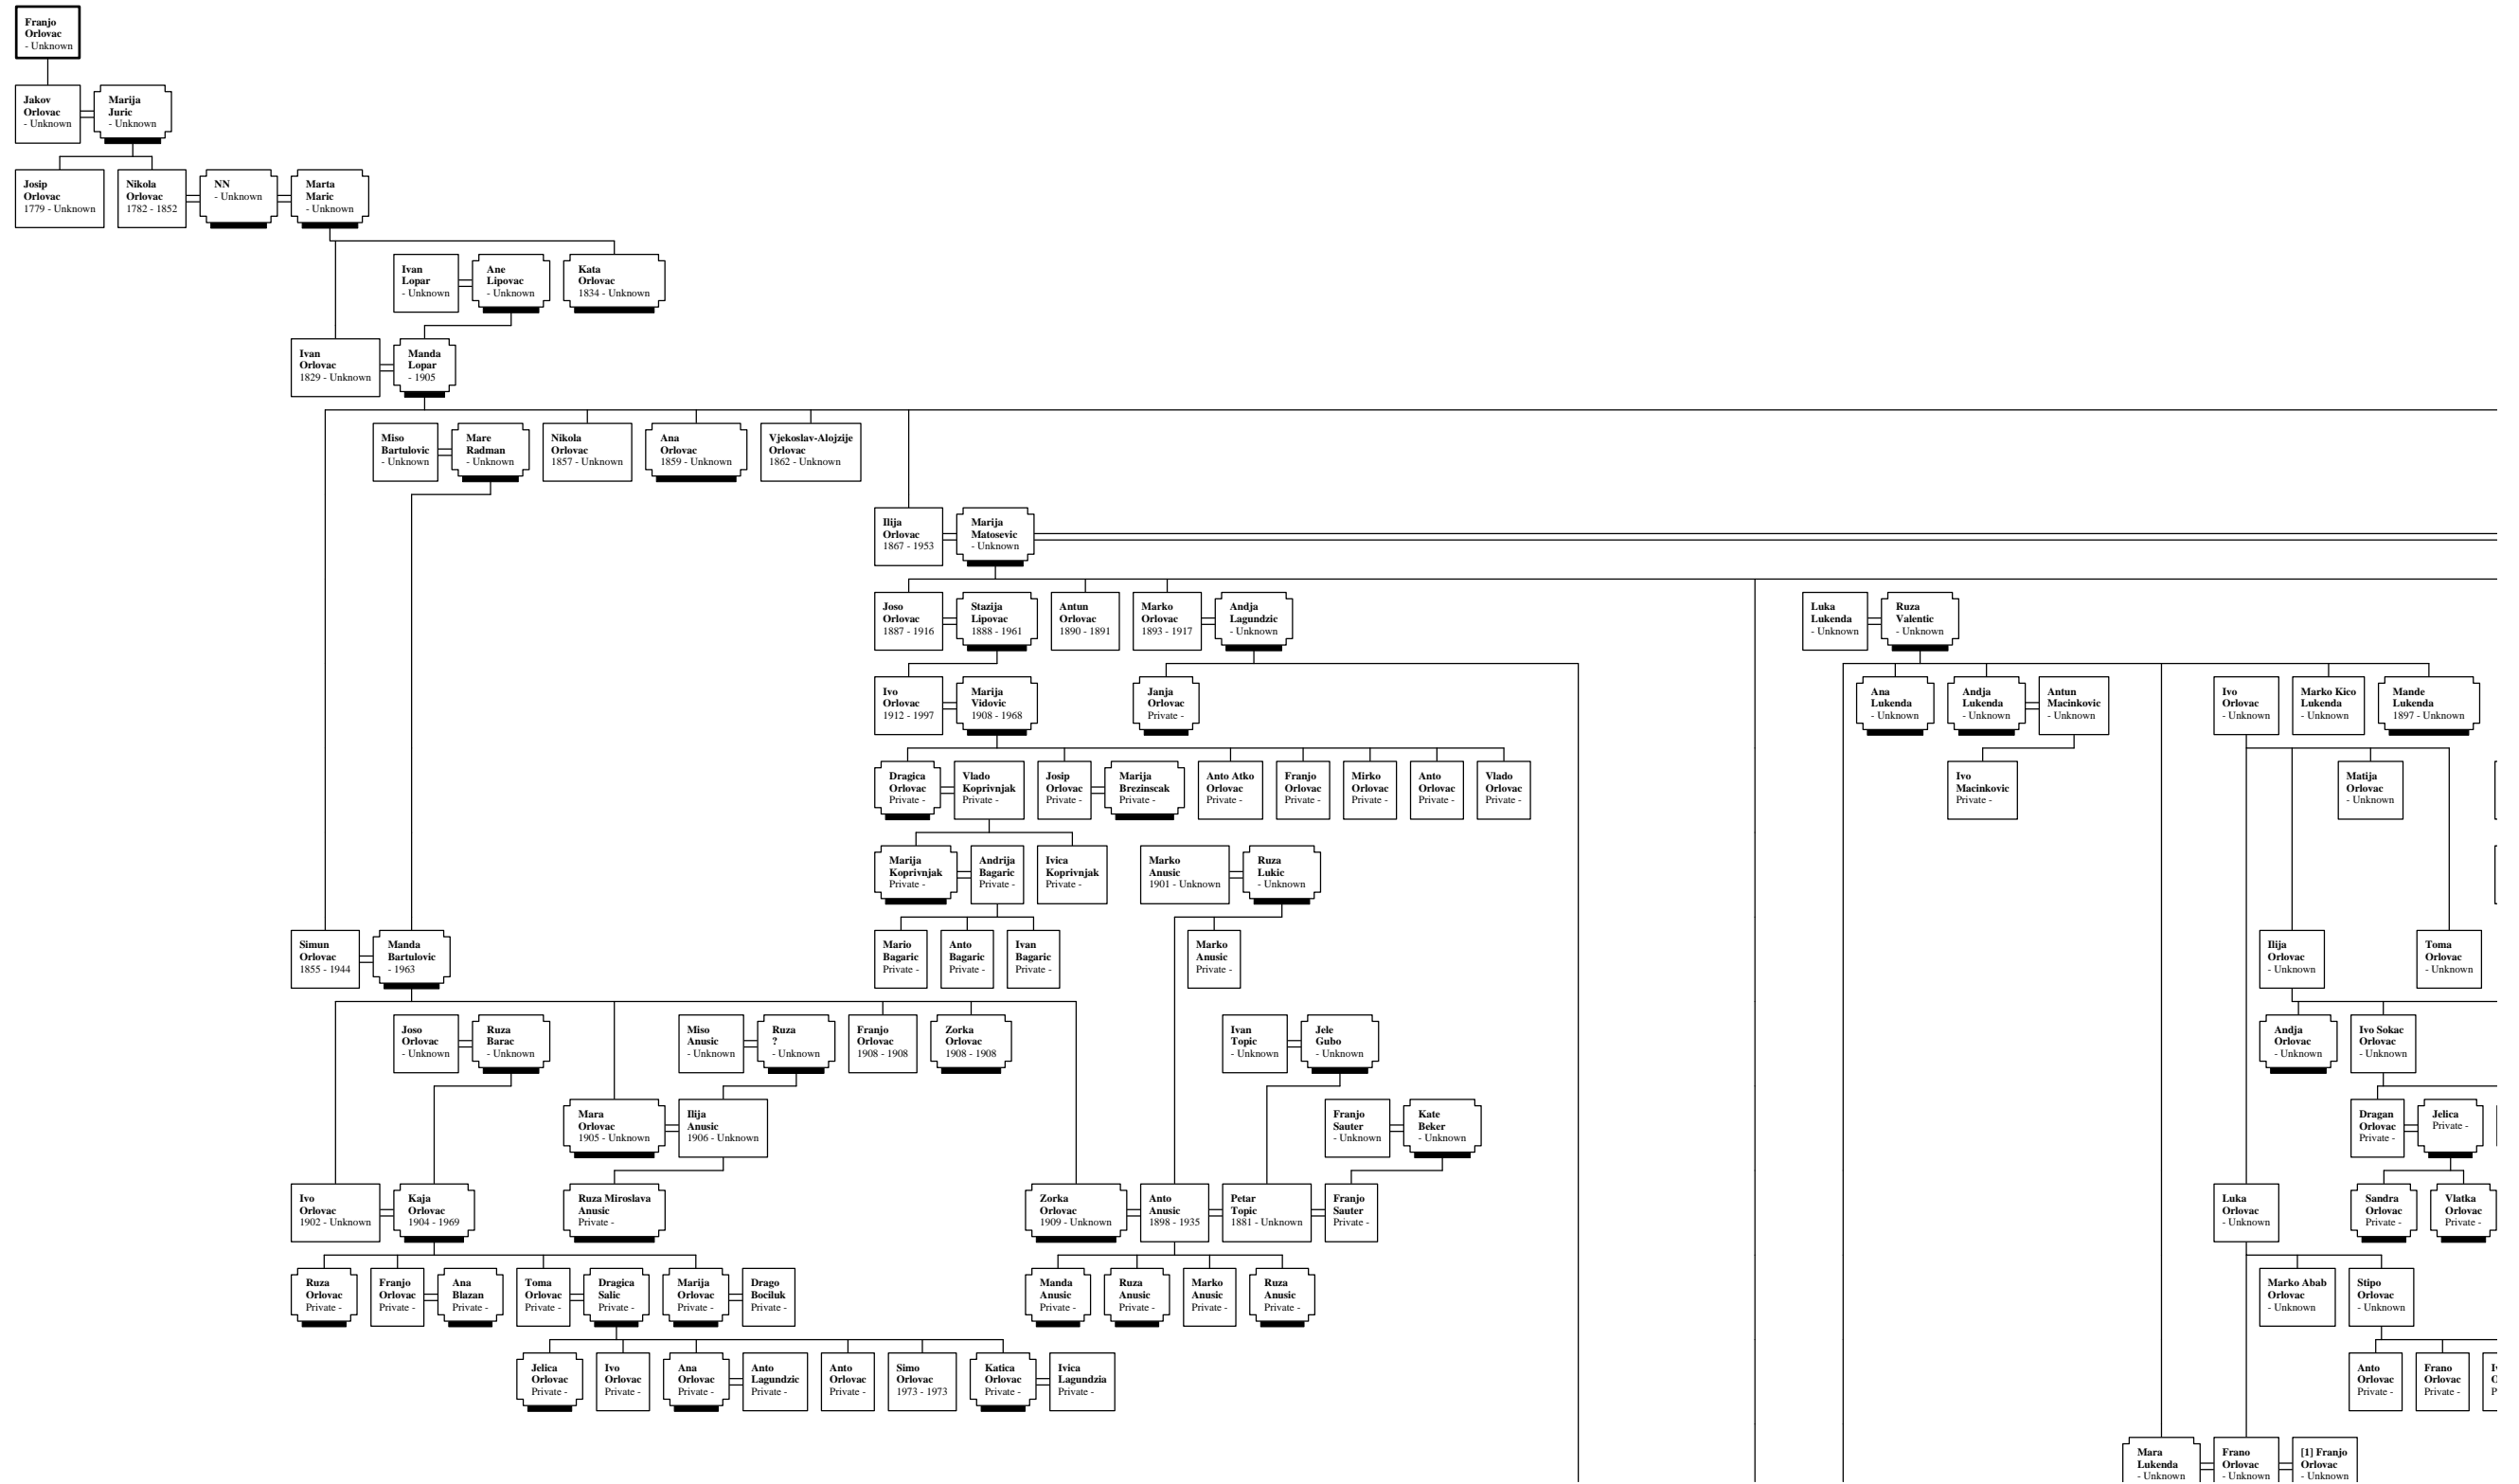 Franjo
Orlovac
- Unknown
Jakov
Orlovac
- Unknown
Marija
Juric
- Unknown
Josip
Orlovac
1779 - Unknown
Nikola
Orlovac
1782 - 1852
NN
- Unknown
Marta
Maric
- Unknown
Ivan
Lopar
- Unknown
Ane
Lipovac
- Unknown
Kata
Orlovac
1834 - Unknown
Ivan
Orlovac
1829 - Unknown
Manda
Lopar
- 1905
Miso
Bartulovic
- Unknown
Mare
Radman
- Unknown
Nikola
Orlovac
1857 - Unknown
Ana
Orlovac
1859 - Unknown
Vjekoslav-Alojzije
Orlovac
1862 - Unknown
Ilija
Orlovac
1867 - 1953
Marija
Matosevic
- Unknown
Joso
Orlovac
1887 - 1916
Stazija
Lipovac
1888 - 1961
Antun
Orlovac
1890 - 1891
Marko
Orlovac
1893 - 1917
Andja
Lagundzic
- Unknown
Luka
Lukenda
- Unknown
Ruza
Valentic
- Unknown
Ivo
Orlovac
1912 - 1997
Marija
Vidovic
1908 - 1968
Janja
Orlovac
Private -
Ana
Lukenda
- Unknown
Andja
Lukenda
- Unknown
Antun
Macinkovic
- Unknown
Ivo
Orlovac
- Unknown
Marko Kico
Lukenda
- Unknown
Mande
Lukenda
1897 - Unknown
Dragica
Orlovac
Private -
Vlado
Koprivnjak
Private -
Josip
Orlovac
Private -
Marija
Brezinscak
Private -
Anto Atko
Orlovac
Private -
Franjo
Orlovac
Private -
Mirko
Orlovac
Private -
Anto
Orlovac
Private -
Vlado
Orlovac
Private -
Ivo
Macinkovic
Private -
Matija
Orlovac
- Unknown
Marija
Koprivnjak
Private -
Andrija
Bagaric
Private -
Ivica
Koprivnjak
Private -
Marko
Anusic
1901 - Unknown
Ruza
Lukic
- Unknown
Simun
Orlovac
1855 - 1944
Manda
Bartulovic
- 1963
Mario
Bagaric
Private -
Anto
Bagaric
Private -
Ivan
Bagaric
Private -
Marko
Anusic
Private -
Ilija
Orlovac
- Unknown
Toma
Orlovac
- Unknown
Joso
Orlovac
- Unknown
Ruza
Barac
- Unknown
Miso
Anusic
- Unknown
Ruza
?
- Unknown
Franjo
Orlovac
1908 - 1908
Zorka
Orlovac
1908 - 1908
Ivan
Topic
- Unknown
Jele
Gubo
- Unknown
Andja
Orlovac
- Unknown
Ivo Sokac
Orlovac
- Unknown
Mara
Orlovac
1905 - Unknown
Ilija
Anusic
1906 - Unknown
Franjo
Sauter
- Unknown
Kate
Beker
- Unknown
Dragan
Orlovac
Private -
Jelica
Private -
Ivo
Orlovac
1902 - Unknown
Kaja
Orlovac
1904 - 1969
Ruza Miroslava
Anusic
Private -
Zorka
Orlovac
1909 - Unknown
Anto
Anusic
1898 - 1935
Petar
Topic
1881 - Unknown
Franjo
Sauter
Private -
Luka
Orlovac
- Unknown
Sandra
Orlovac
Private -
Vlatka
Orlovac
Private -
Ruza
Orlovac
Private -
Franjo
Orlovac
Private -
Ana
Blazan
Private -
Toma
Orlovac
Private -
Dragica
Salic
Private -
Marija
Orlovac
Private -
Drago
Bociluk
Private -
Manda
Anusic
Private -
Ruza
Anusic
Private -
Marko
Anusic
Private -
Ruza
Anusic
Private -
Marko Abab
Orlovac
- Unknown
Stipo
Orlovac
- Unknown
Jelica
Orlovac
Private -
Ivo
Orlovac
Private -
Ana
Orlovac
Private -
Anto
Lagundzic
Private -
Anto
Orlovac
Private -
Simo
Orlovac
1973 - 1973
Katica
Orlovac
Private -
Ivica
Lagundzia
Private -
Anto
Orlovac
Private -
Frano
Orlovac
Private -
Mara
Lukenda
- Unknown
Frano
Orlovac
- Unknown
[1] Franjo
Orlovac
- Unknown